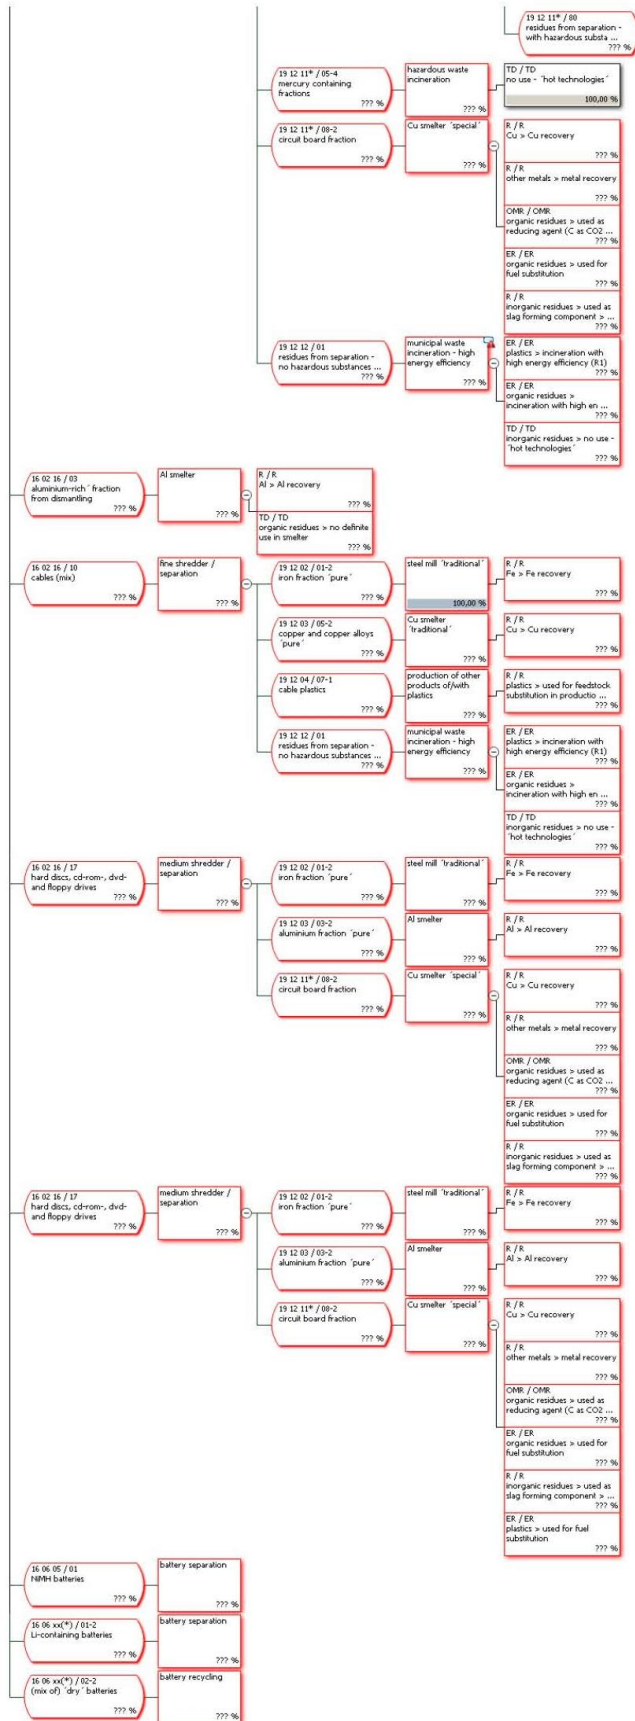 19 12 11* / 80
residues from separation -
with hazardous substa ...
??? %
19 12 11* / 05-4
mercury containing
fractions
??? %
hazardous waste
incineration
??? %
TD / TD
no use - ´hot technologies´
100,00 %
19 12 11* / 08-2
circuit board fraction
??? %
Cu smelter ´special´
??? %
R / R
Cu > Cu recovery
??? %
R / R
other metals > metal recovery
??? %
OMR / OMR
organic residues > used as
reducing agent (C as CO2 ...
??? %
ER / ER
organic residues > used for
fuel substitution
??? %
R / R
inorganic residues > used as
slag forming component > ...
??? %
19 12 12 / 01
residues from separation -
no hazardous substances ...
??? %
municipal waste
incineration - high
energy efficiency
??? %
ER / ER
plastics > incineration with
high energy efficiency (R1)
??? %
ER / ER
organic residues >
incineration with high en ...
??? %
TD / TD
inorganic residues > no use -
´hot technologies´
??? %
16 02 16 / 03
aluminium-rich´ fraction
from dismantling
??? %
Al smelter
??? %
R / R
Al > Al recovery
??? %
TD / TD
organic residues > no definite
use in smelter
??? %
16 02 16 / 10
cables (mix)
??? %
fine shredder /
separation
??? %
19 12 02 / 01-2
iron fraction ´pure´
??? %
steel mill ´traditional´
100,00 %
R / R
Fe > Fe recovery
??? %
19 12 03 / 05-2
copper and copper alloys
´pure´
??? %
Cu smelter
´traditional´
??? %
R / R
Cu > Cu recovery
??? %
19 12 04 / 07-1
cable plastics
??? %
production of other
products of/with
plastics
??? %
R / R
plastics > used for feedstock
substitution in productio ...
??? %
19 12 12 / 01
residues from separation -
no hazardous substances ...
??? %
municipal waste
incineration - high
energy efficiency
??? %
ER / ER
plastics > incineration with
high energy efficiency (R1)
??? %
ER / ER
organic residues >
incineration with high en ...
??? %
TD / TD
inorganic residues > no use -
´hot technologies´
??? %
16 02 16 / 17
hard discs, cd-rom-, dvd-
and floppy drives
??? %
medium shredder /
separation
??? %
19 12 02 / 01-2
iron fraction ´pure´
??? %
steel mill ´traditional´
??? %
R / R
Fe > Fe recovery
??? %
19 12 03 / 03-2
aluminium fraction ´pure´
??? %
Al smelter
??? %
R / R
Al > Al recovery
??? %
19 12 11* / 08-2
circuit board fraction
??? %
Cu smelter ´special´
??? %
R / R
Cu > Cu recovery
??? %
R / R
other metals > metal recovery
??? %
OMR / OMR
organic residues > used as
reducing agent (C as CO2 ...
??? %
ER / ER
organic residues > used for
fuel substitution
??? %
R / R
inorganic residues > used as
slag forming component > ...
??? %
16 02 16 / 17
hard discs, cd-rom-, dvd-
and floppy drives
??? %
medium shredder /
separation
??? %
19 12 02 / 01-2
iron fraction ´pure´
??? %
steel mill ´traditional´
??? %
R / R
Fe > Fe recovery
??? %
19 12 03 / 03-2
aluminium fraction ´pure´
??? %
Al smelter
??? %
R / R
Al > Al recovery
??? %
19 12 11* / 08-2
circuit board fraction
??? %
Cu smelter ´special´
??? %
R / R
Cu > Cu recovery
??? %
R / R
other metals > metal recovery
??? %
OMR / OMR
organic residues > used as
reducing agent (C as CO2 ...
??? %
ER / ER
organic residues > used for
fuel substitution
??? %
R / R
inorganic residues > used as
slag forming component > ...
??? %
ER / ER
plastics > used for fuel
substitution
??? %
16 06 05 / 01
NiMH batteries
??? %
battery separation
??? %
16 06 xx(*) / 01-2
Li-containing batteries
??? %
battery separation
??? %
16 06 xx(*) / 02-2
(mix of) ´dry´ batteries
??? %
battery recycling
??? %